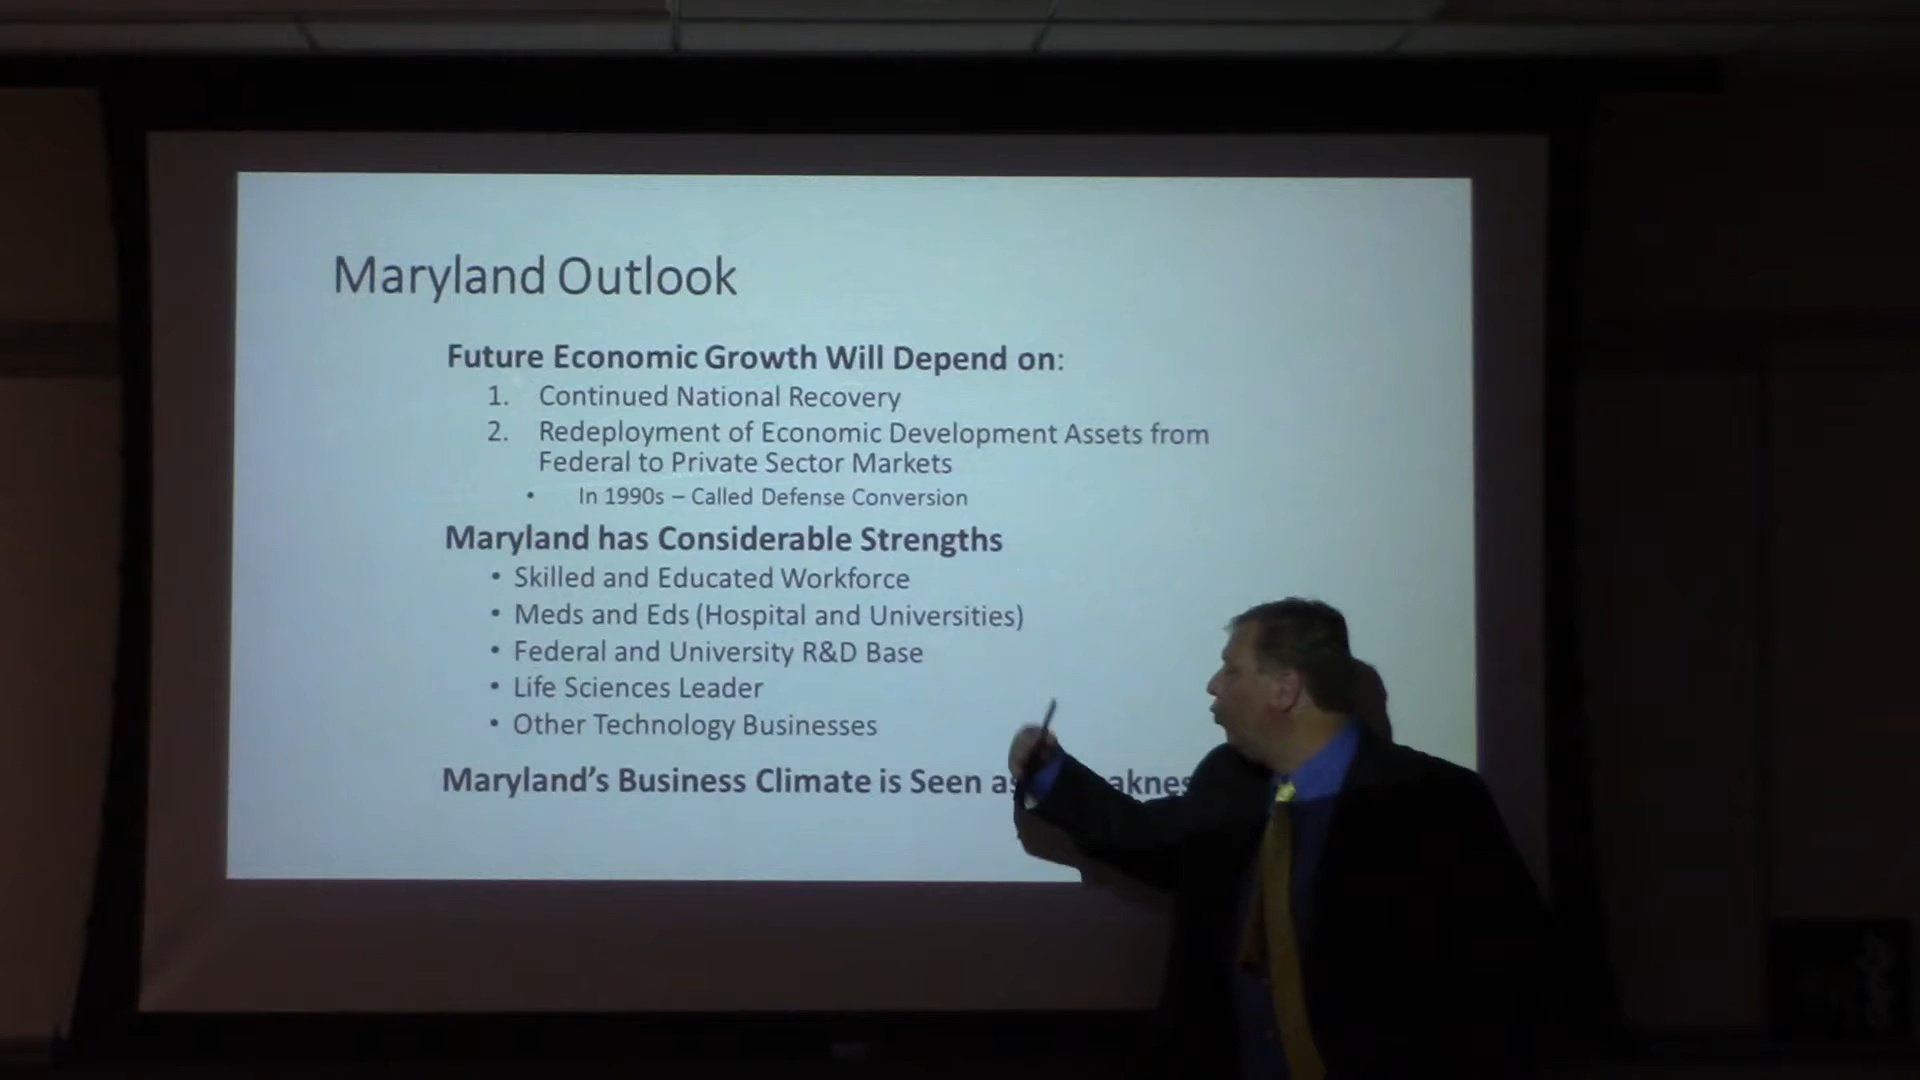 Maryland Outlook
Future Economic Growth Will Depend on:
1. Continued National Recovery
2. Redeployment of Economic Development Assets from
Federal to Private Sector Markets
• In 1990s – Called Defense Conversion
Maryland has Considerable Strengths
• Skilled and Educated Workforce
• Meds and Eds (Hospital and Universities)
• Federal and University R&D Base
• Life Sciences Leader
• Other Technology Businesses
Maryland's Business Climate is Seen as